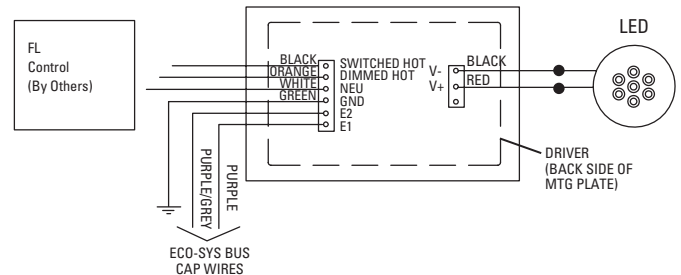 FL
Control
(By Others)
BLACK
ORANGE
WHITE
GREEN
SWITCHED HOT
DIMMED HOT
NEU
GND
E2
E1
V-
V+
BLACK
RED
LED
DRIVER
(BACK SIDE OF
MTG PLATE)
PURPLE/GREY
PURPLE
ECO-SYS BUS
CAP WIRES